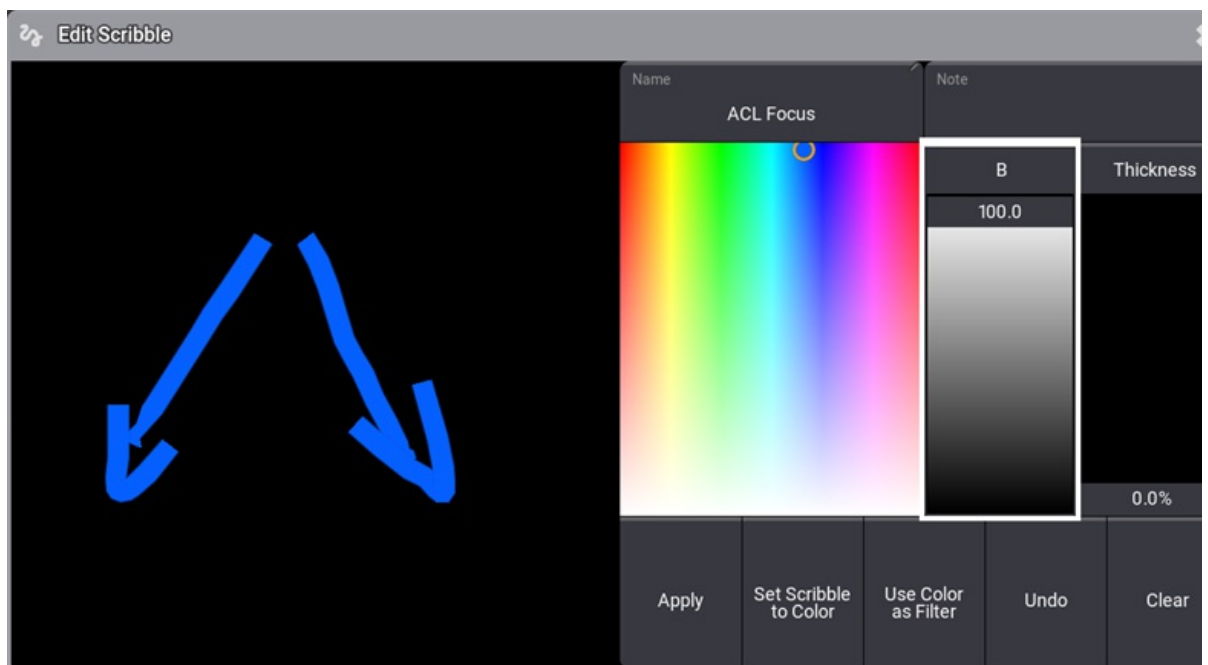 Edit Scribble
Name
Note
ACL Focus
B
Thickness
100.0
0.0%
Apply
Set Scribble
to Color
Use Color
as Filter
Undo
Clear